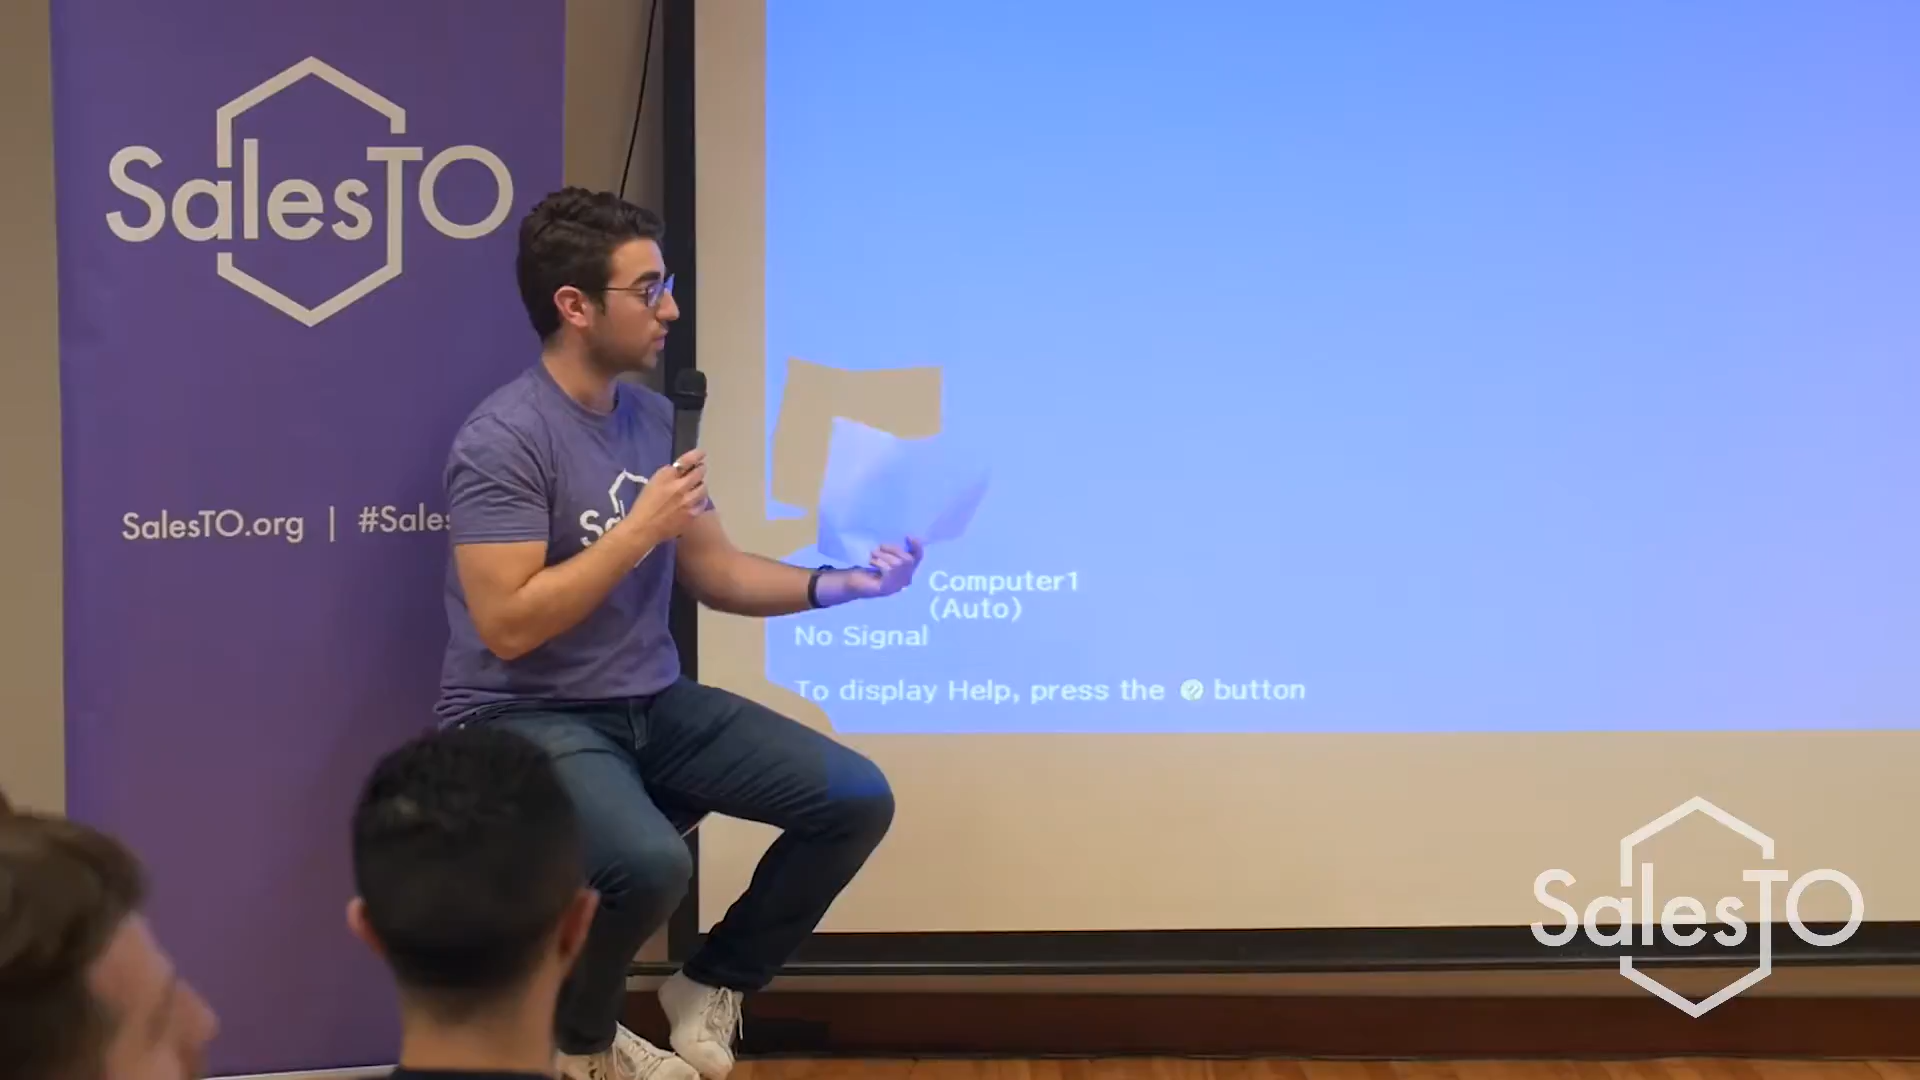 SalesTO
SalesTO.org | #Sales
Computer1
(Auto)
No Signal
To display Help, press the ? button
SalesTO